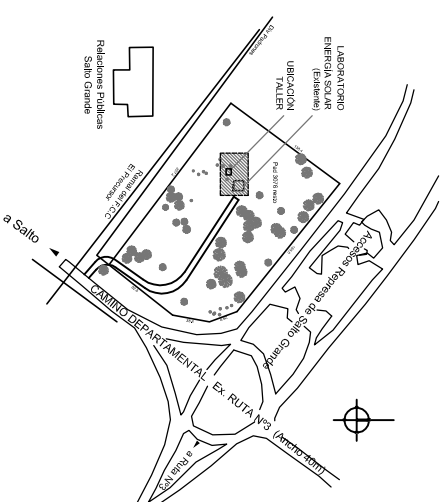 LABORATORIO
ENERGÍA SOLAR
(Existente)
UBICACIÓN
TALLER
Relaciones Públicas
Salto Grande
Ramal del F.C.C
El Precursor
a Salto
CAMINO DEPARTAMENTAL Ex. RUTA Nº3 (Ancho 40m)
a Ruta Nº3
Accesos Represa de Salto Grande